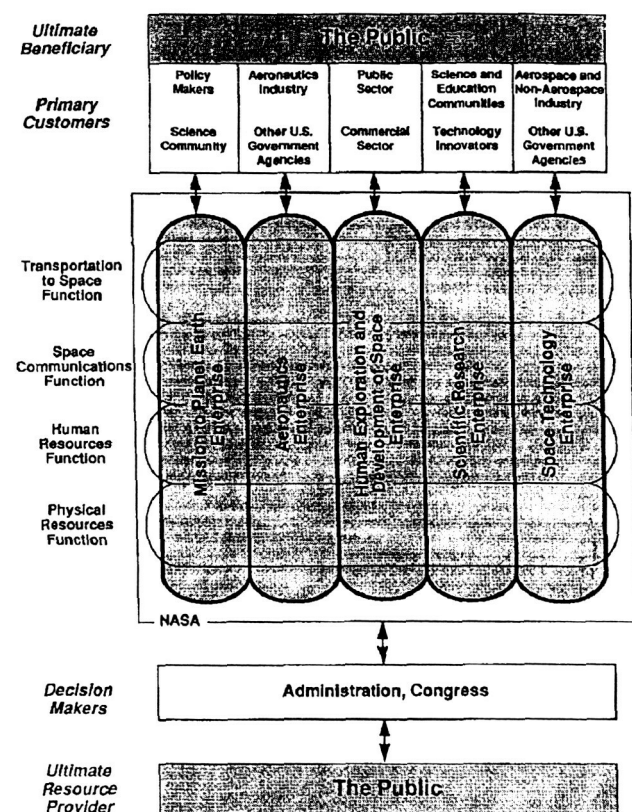 Ultimate
Beneficiary
The Public
Primary
Customers
Policy
Makers
Science
Community
Aeronautics
Industry
Other U.S.
Government
Agencies
Public
Sector
Commercial
Sector
Science and
Education
Communities
Technology
Innovators
Aerospace and
Non-Aerospace
Industry
Other U.S.
Government
Agencies
Transportation
to Space
Function
Space
Communications
Function
Human
Resources
Function
Physical
Resources
Function
Mission to Planet Earth
Enterprise
Aeronautics
Enterprise
Human Exploration and
Development of Space
Enterprise
Scientific Research
Enterprise
Space Technology
Enterprise
NASA
Decision
Makers
Administration, Congress
Ultimate
Resource
Provider
The Public